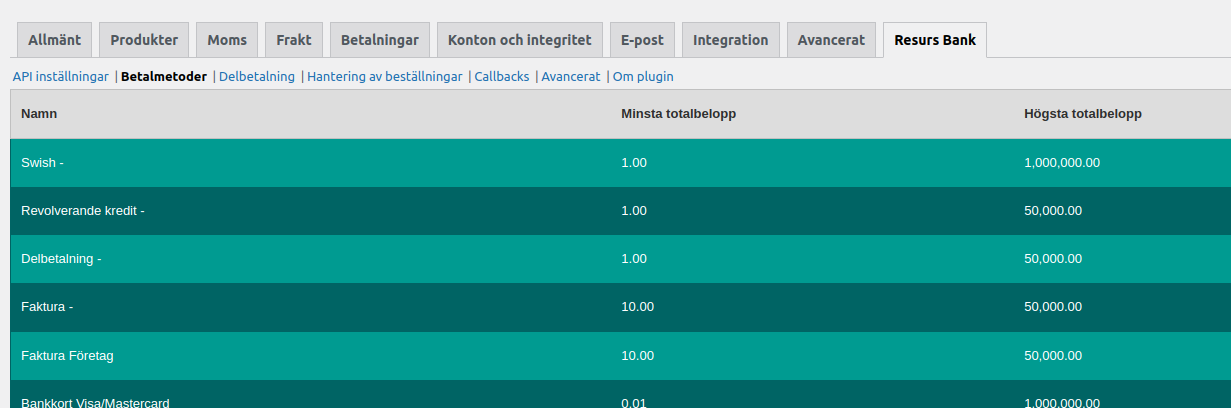 Allmänt Produkter Moms Frakt Betalningar Konton och integritet E-post Integration Avancerat Resurs Bank
API inställningar | Betalmetoder | Delbetalning | Hantering av beställningar | Callbacks | Avancerat | Om plugin
Namn Minsta totalbelopp Högsta totalbelopp
Swish - 1.00 1,000,000.00
Revolverande kredit - 1.00 50,000.00
Delbetalning - 1.00 50,000.00
Faktura - 10.00 50,000.00
Faktura Företag 10.00 50,000.00
Bankkort Visa/Mastercard 0.01 1,000,000.00